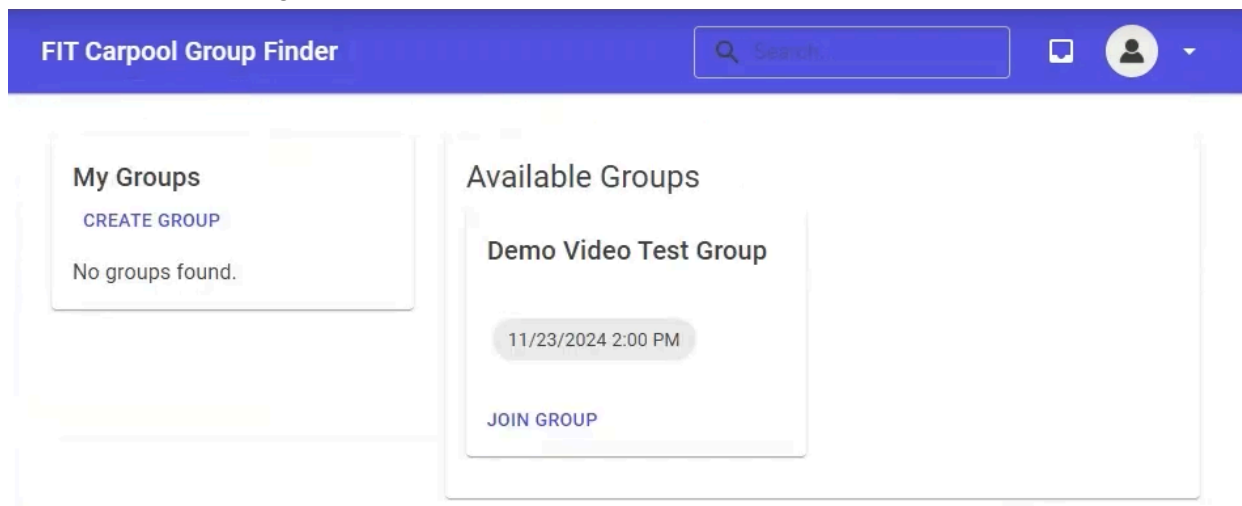 FIT Carpool Group Finder
Search...
My Groups
CREATE GROUP
No groups found.
Available Groups
Demo Video Test Group
11/23/2024 2:00 PM
JOIN GROUP